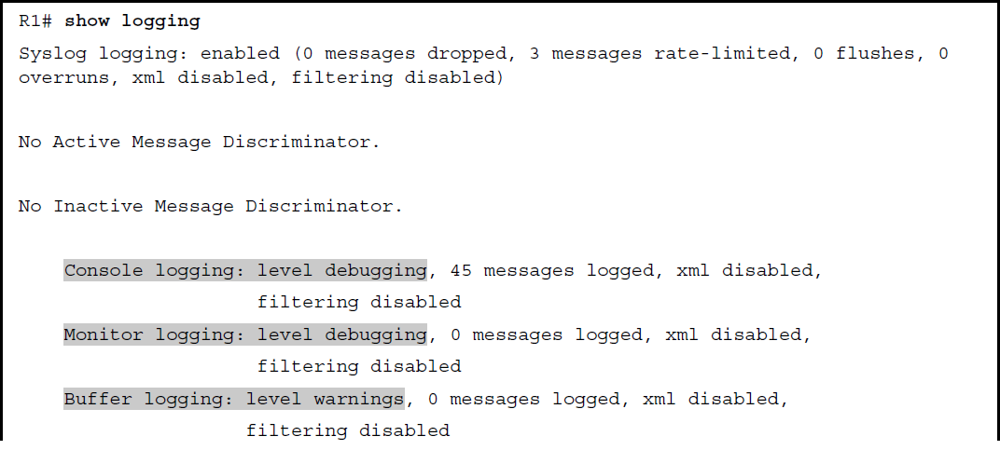 R1# show logging
Syslog logging: enabled (0 messages dropped, 3 messages rate-limited, 0 flushes, 0
overruns, xml disabled, filtering disabled)
No Active Message Discriminator.
No Inactive Message Discriminator.
Console logging: level debugging, 45 messages logged, xml disabled,
filtering disabled
Monitor logging: level debugging, 0 messages logged, xml disabled,
filtering disabled
Buffer logging: level warnings, 0 messages logged, xml disabled,
filtering disabled